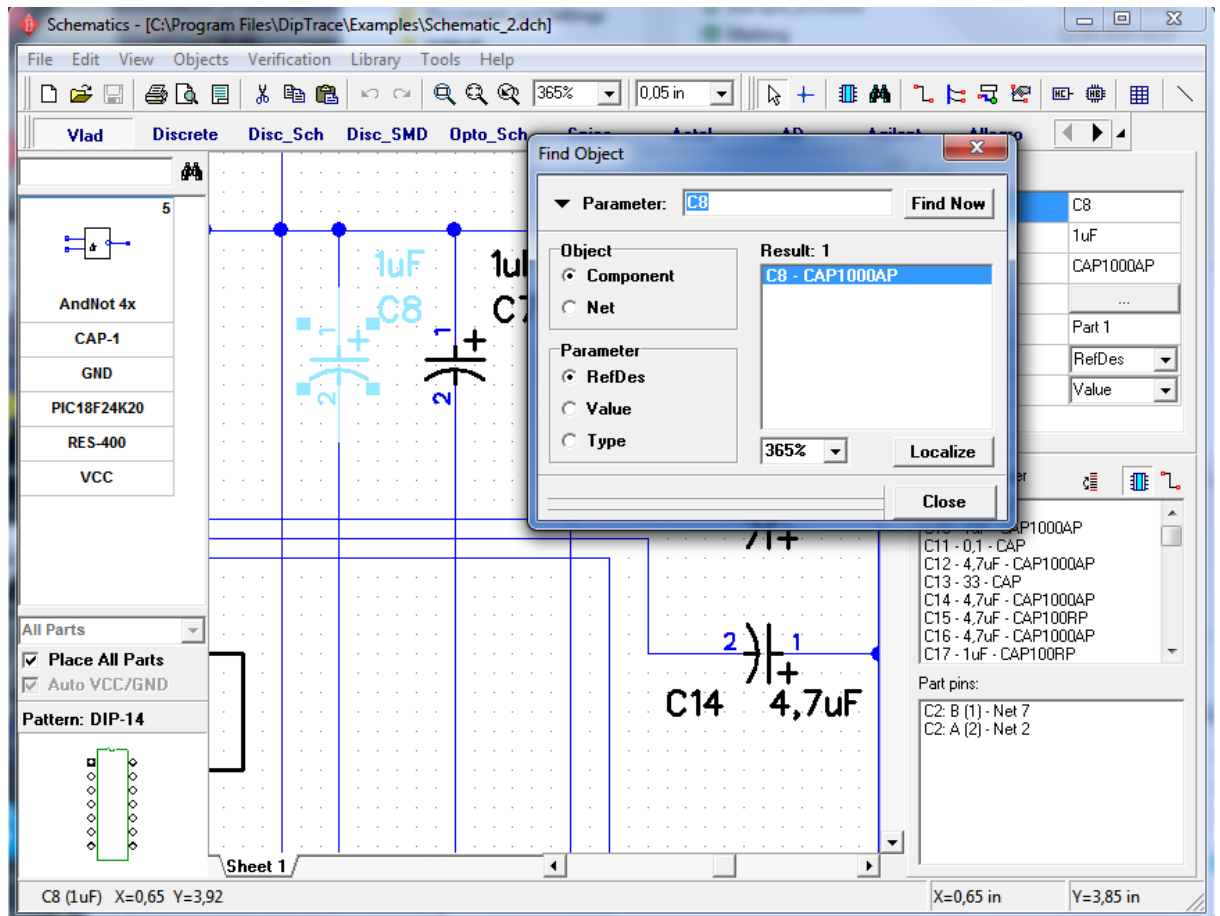 Schematics - [C:\Program Files\DipTrace\Examples\Schematic_2.dch]
File Edit View Objects Verification Library Tools Help
365% 0,05 in
Vlad Discrete Disc_Sch Disc_SMD Opto_Sch
5
AndNot 4x
CAP-1
GND
PIC18F24K20
RES-400
VCC
All Parts
Place All Parts
Auto VCC/GND
Pattern: DIP-14
1uF
C8
1
+
2
1
+
2
2
1
+
C14 4,7uF
Sheet 1
Find Object
Parameter: C8 Find Now
Object
Component
Net
Parameter
RefDes
Value
Type
Result: 1
C8 - CAP1000AP
365% Localize
Close
C8
1uF
CAP1000AP
...
Part 1
RefDes
Value
C11 - 0,1 - CAP
C12 - 4,7uF - CAP1000AP
C13 - 33 - CAP
C14 - 4,7uF - CAP1000AP
C15 - 4,7uF - CAP100RP
C16 - 4,7uF - CAP1000AP
C17 - 1uF - CAP100RP
Part pins:
C2: B (1) - Net 7
C2: A (2) - Net 2
C8 (1uF) X=0,65 Y=3,92
X=0,65 in Y=3,85 in